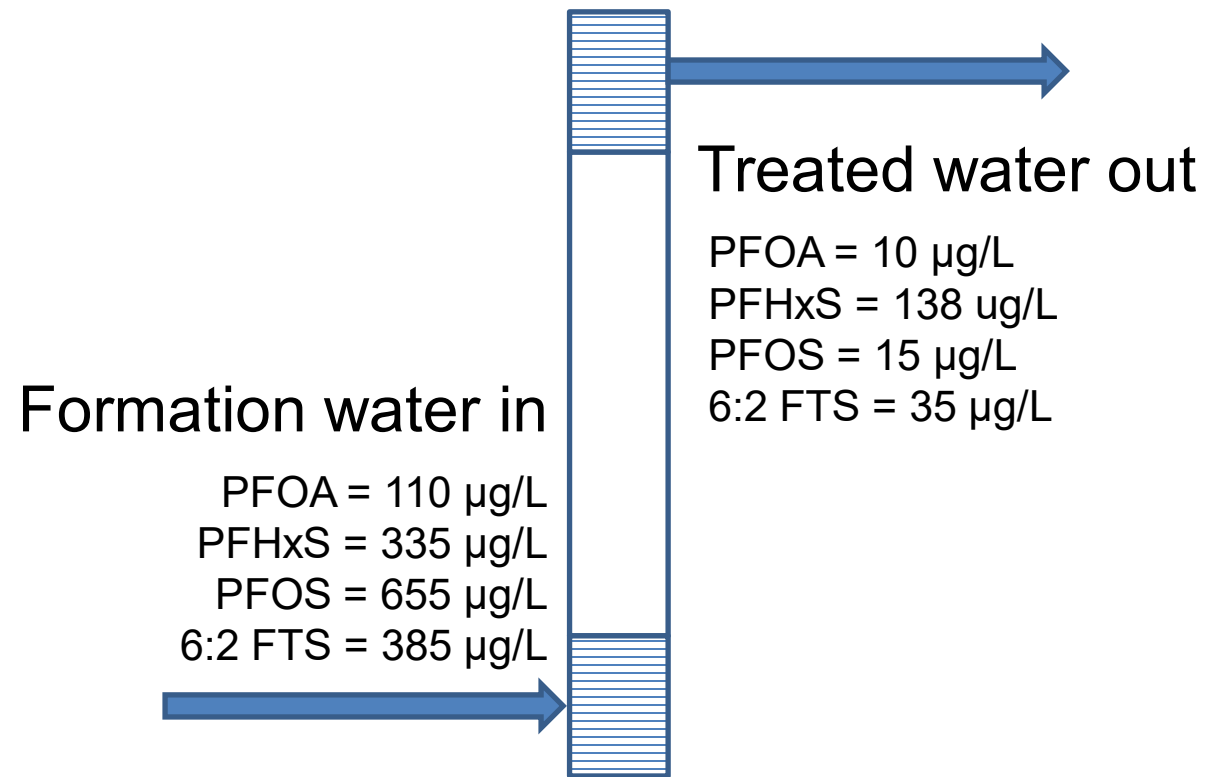 Treated water out
PFOA = 10 µg/L
PFHxS = 138 ug/L
PFOS = 15 µg/L
6:2 FTS = 35 µg/L
Formation water in
PFOA = 110 µg/L
PFHxS = 335 µg/L
PFOS = 655 µg/L
6:2 FTS = 385 µg/L